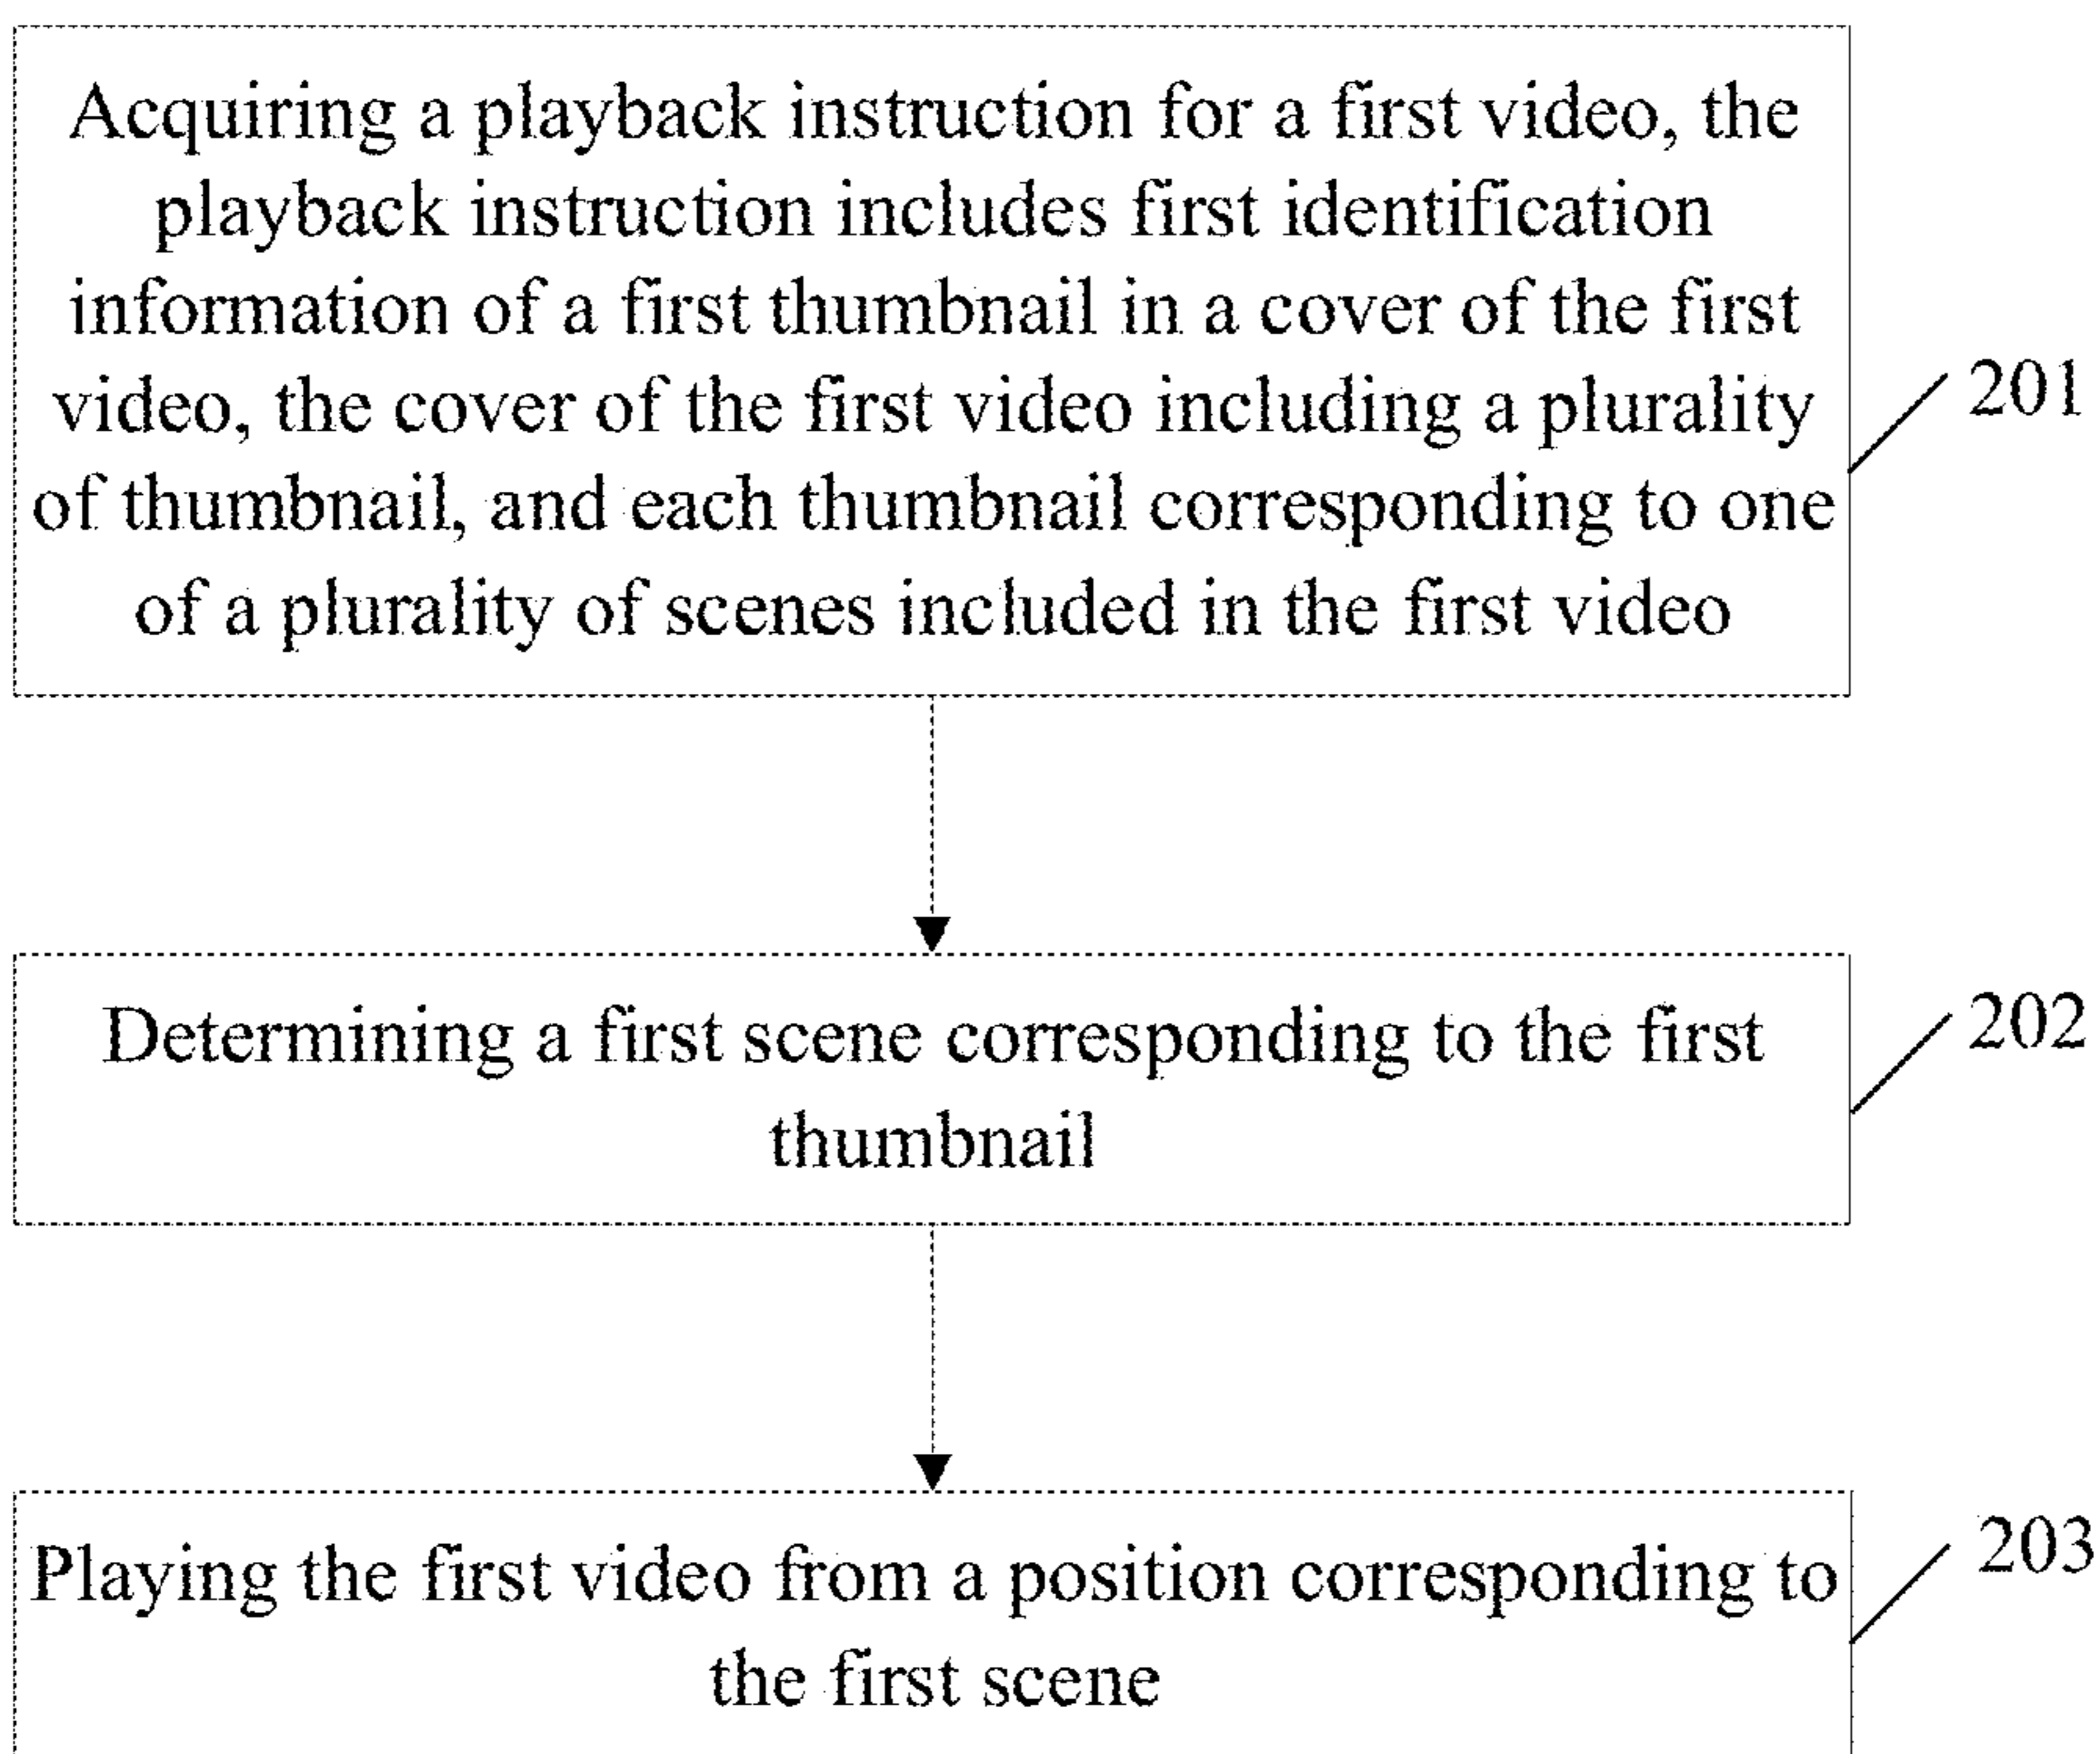 Acquiring a playback instruction for a first video, the
playback instruction includes first identification
information of a first thumbnail in a cover of the first
video, the cover of the first video including a plurality
of thumbnail, and each thumbnail corresponding to one
of a plurality of scenes included in the first video
201
Determining a first scene corresponding to the first
thumbnail
202
Playing the first video from a position corresponding to
the first scene
203